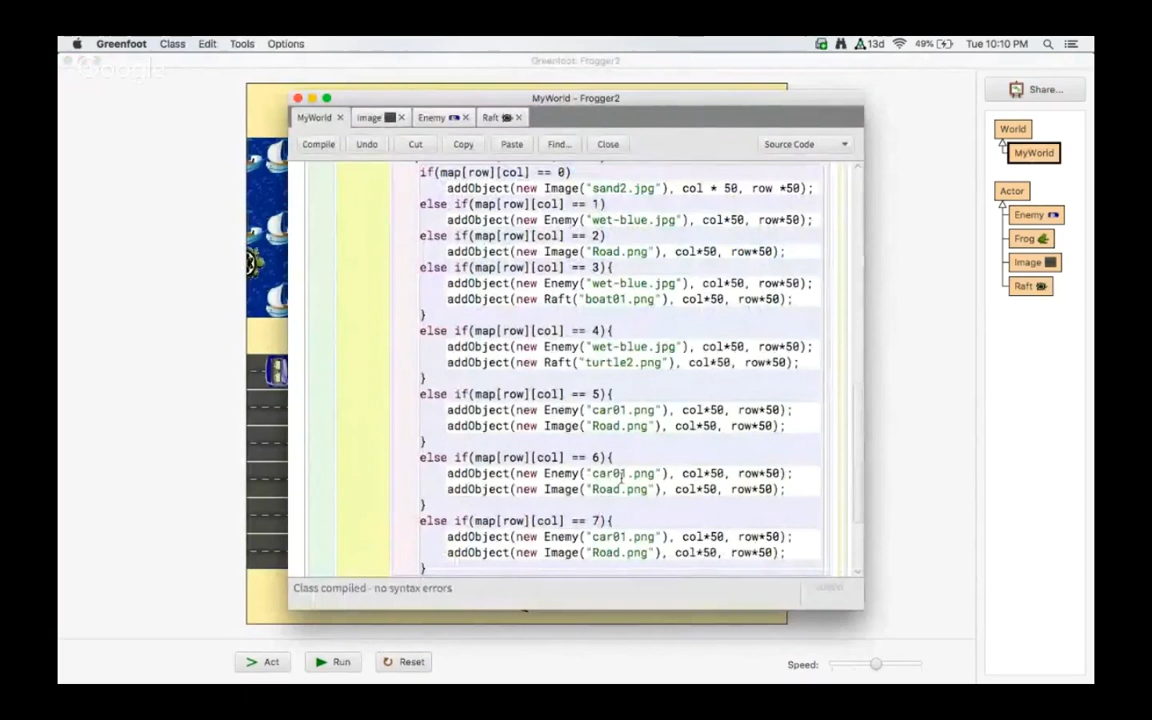 Greenfoot Class Edit Tools Options 13d 49% Tue 10:10 PM
Google
Greenfoot: Frogger2
Share...
MyWorld - Frogger2
MyWorld Image Enemy Raft
World
Compile Undo Cut Copy Paste Find... Close Source Code
MyWorld
if(map[row][col] == 0)
addObject(new Image("sand2.jpg"), col * 50, row *50);
else if(map[row][col] == 1)
addObject(new Enemy("wet-blue.jpg"), col*50, row*50);
else if(map[row][col] == 2)
addObject(new Image("Road.png"), col*50, row*50);
else if(map[row][col] == 3){
addObject(new Enemy("wet-blue.jpg"), col*50, row*50);
addObject(new Raft("boat01.png"), col*50, row*50);
}
else if(map[row][col] == 4){
addObject(new Enemy("wet-blue.jpg"), col*50, row*50);
addObject(new Raft("turtle2.png"), col*50, row*50);
}
else if(map[row][col] == 5){
addObject(new Enemy("car01.png"), col*50, row*50);
addObject(new Image("Road.png"), col*50, row*50);
}
else if(map[row][col] == 6){
addObject(new Enemy("car01.png"), col*50, row*50);
addObject(new Image("Road.png"), col*50, row*50);
}
else if(map[row][col] == 7){
addObject(new Enemy("car01.png"), col*50, row*50);
addObject(new Image("Road.png"), col*50, row*50);
}
Actor
Enemy
Frog
Image
Raft
Class compiled - no syntax errors
Act Run Reset Speed: